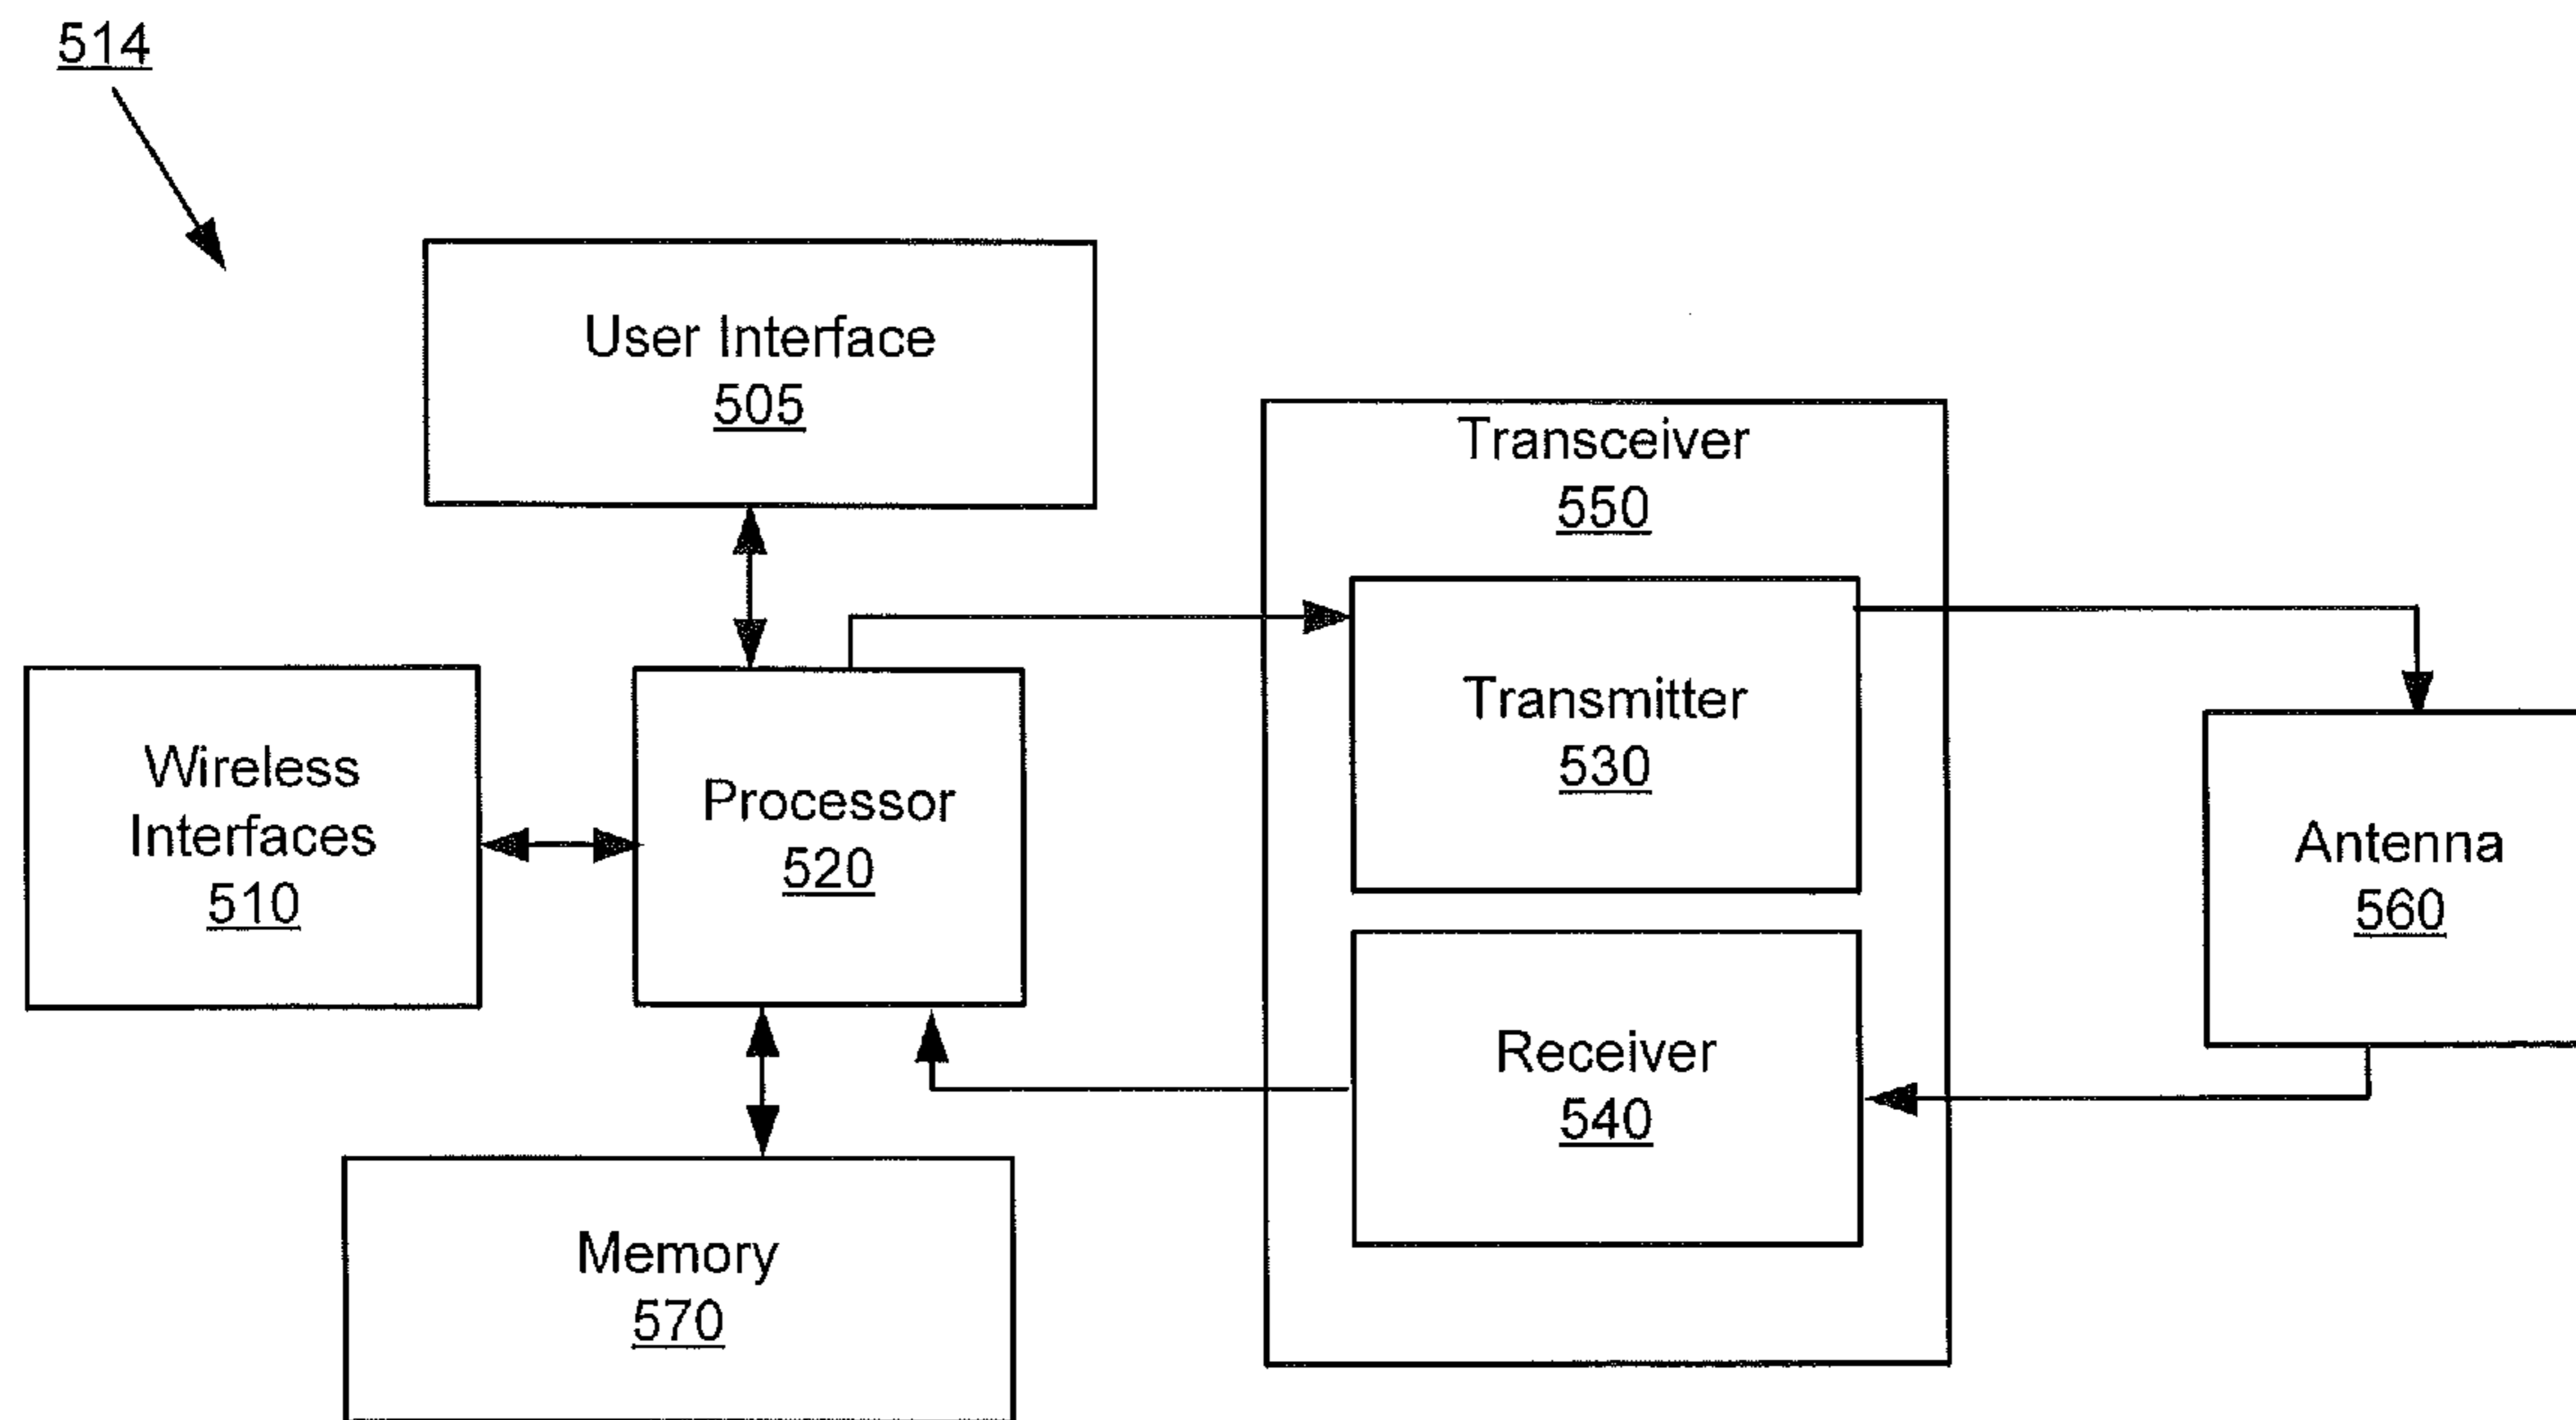 514
User Interface
505
Transceiver
550
Transmitter
530
Wireless
Interfaces
510
Processor
520
Antenna
560
Receiver
540
Memory
570